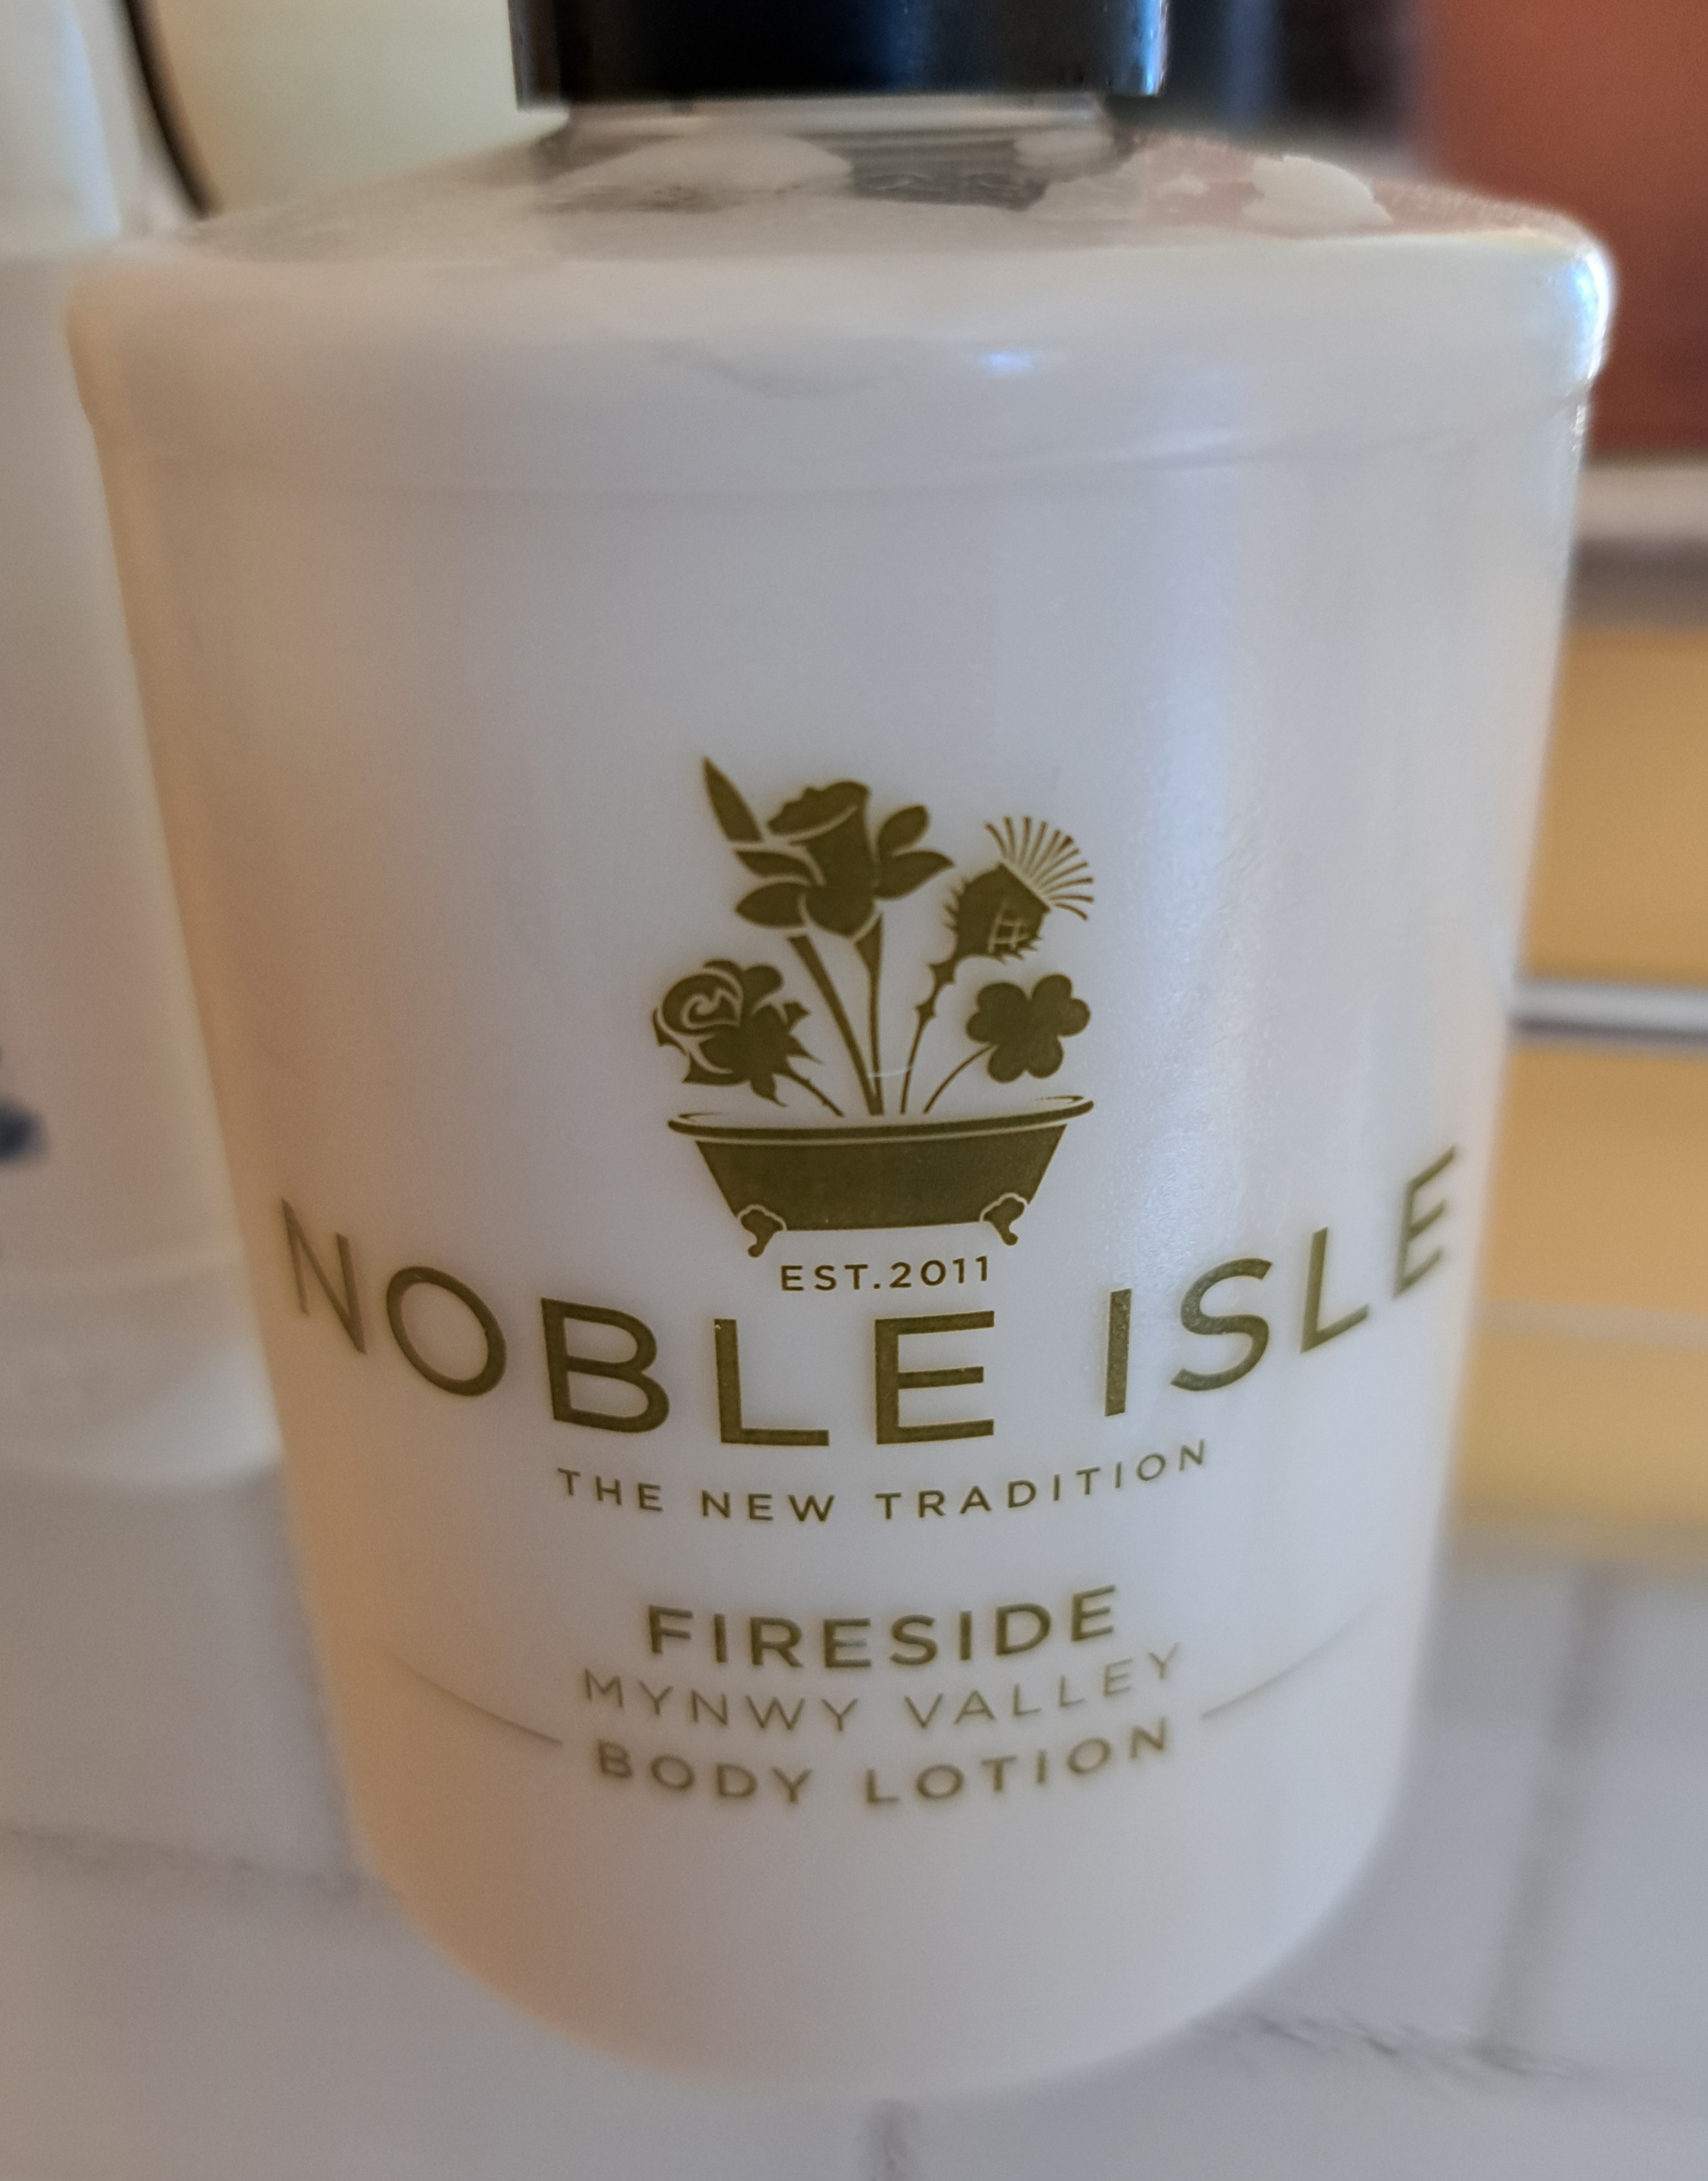 EST.2011
NOBLE ISLE
THE NEW TRADITION
FIRESIDE
MYNWY VALLEY
BODY LOTION